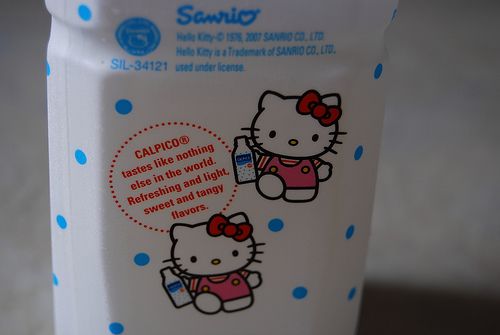 Sanrio
Hello Kitty © 1976, 2007 SANRIO CO., LTD.
Hello Kitty is a Trademark of SANRIO CO., LTD.,
SIL-34121 used under license.
CALPICO®
tastes like nothing
else in the world.
Refreshing and light,
sweet and tangy
flavors.